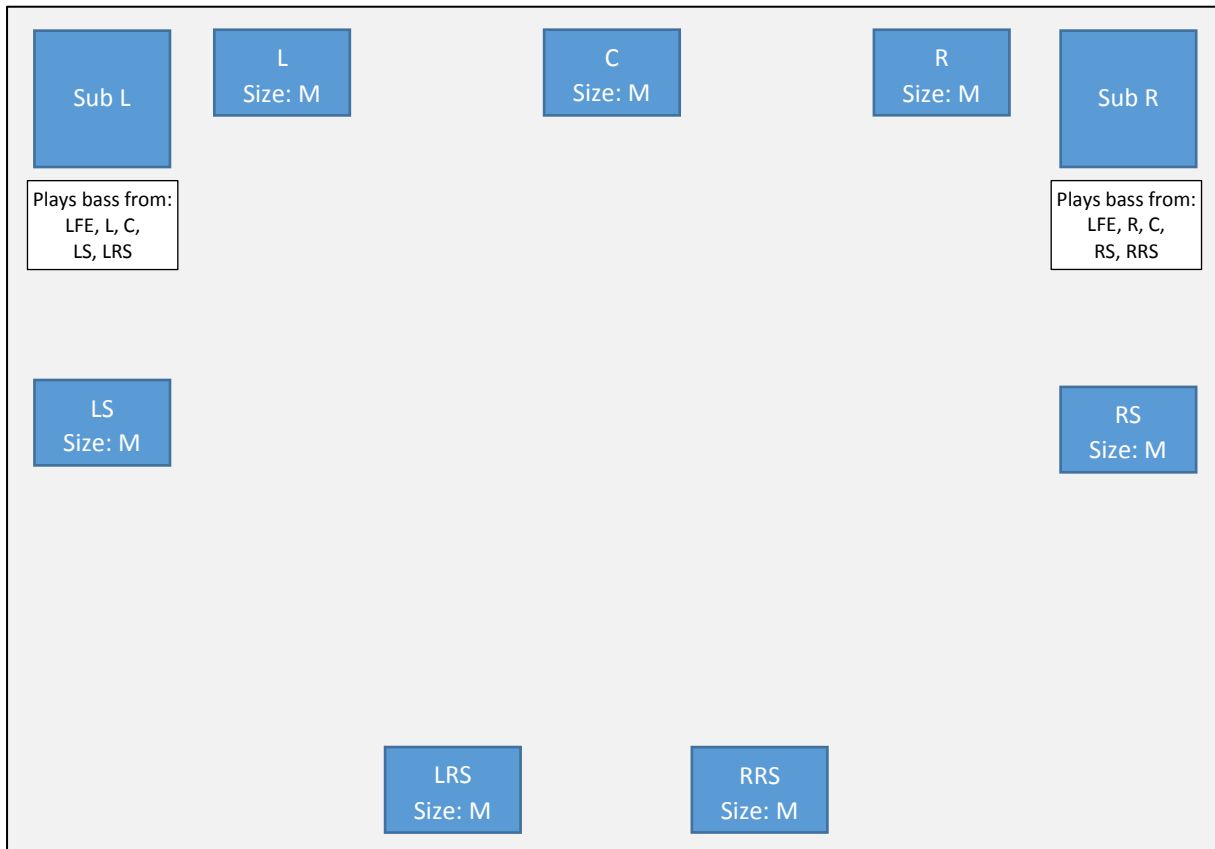 Sub L
L
Size: M
C
Size: M
R
Size: M
Sub R
Plays bass from:
LFE, L, C,
LS, LRS
Plays bass from:
LFE, R, C,
RS, RRS
LS
Size: M
RS
Size: M
LRS
Size: M
RRS
Size: M